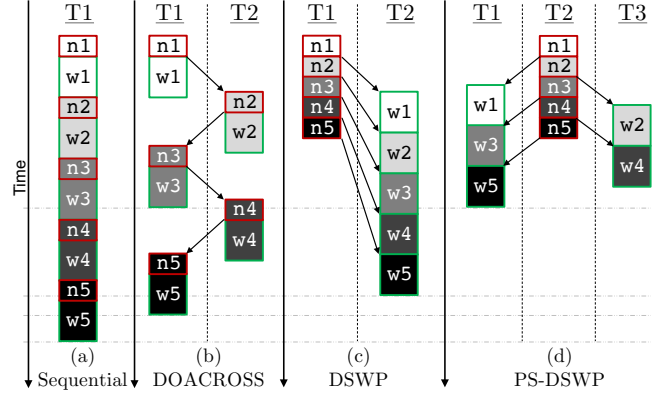 T1
T1 T2
T1 T2
T1 T2 T3
Time
n1
w1
n2
w2
n3
w3
n4
w4
n5
w5
n1
w1
n2
w2
n3
w3
n4
w4
n5
w5
n1
n2
n3
n4
n5
w1
w2
w3
w4
w5
n1
n2
n3
n4
n5
w1
w3
w5
w2
w4
(a)
Sequential
(b)
DOACROSS
(c)
DSWP
(d)
PS-DSWP